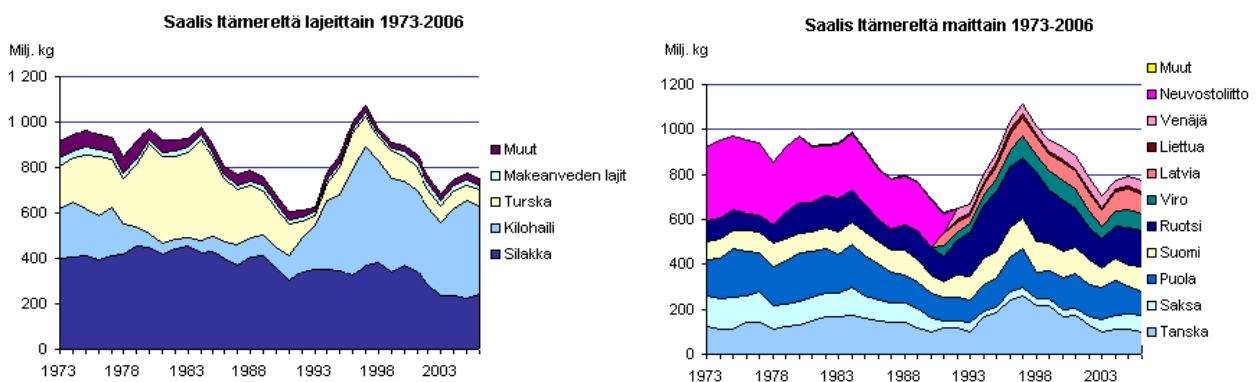 Saalis Itämereltä lajeittain 1973-2006
Milj. kg
1 200
1 000
800
600
400
200
0
1973
1978
1983
1988
1993
1998
2003
Muut
Makeanveden lajit
Turska
Kilohaili
Silakka
Saalis Itämereltä maittain 1973-2006
Milj. kg
1200
1000
800
600
400
200
0
1973
1978
1983
1988
1993
1998
2003
Muut
Neuvostoliitto
Venäjä
Liettua
Latvia
Viro
Ruotsi
Suomi
Puola
Saksa
Tanska